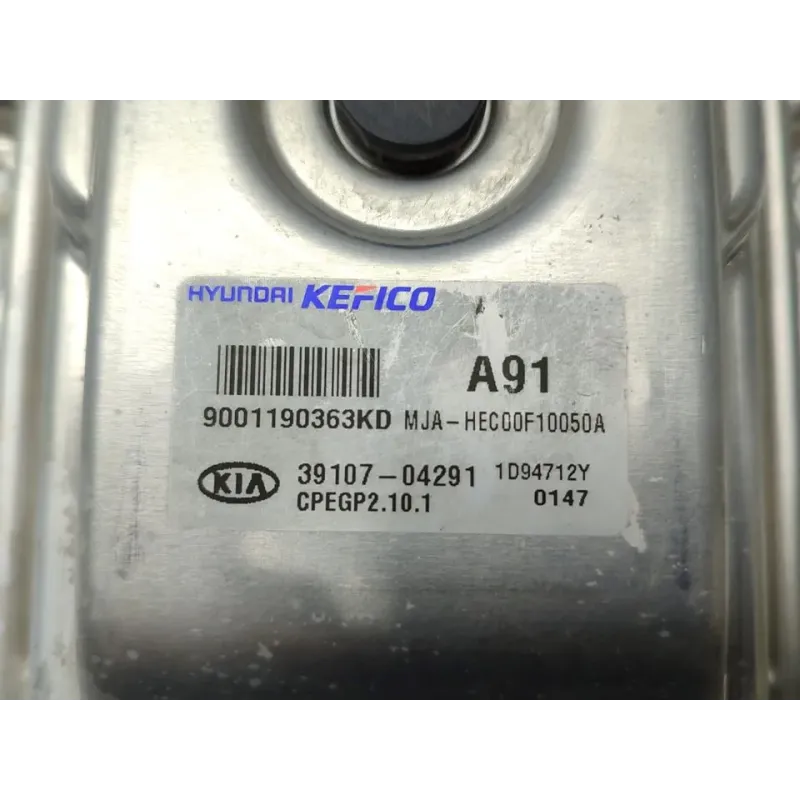 HYUNDAI KEFICO
A91
9001190363KD MJA-HEC00F10050A
KIA 39107-04291 1D94712Y
CPEGP2.10.1 0147